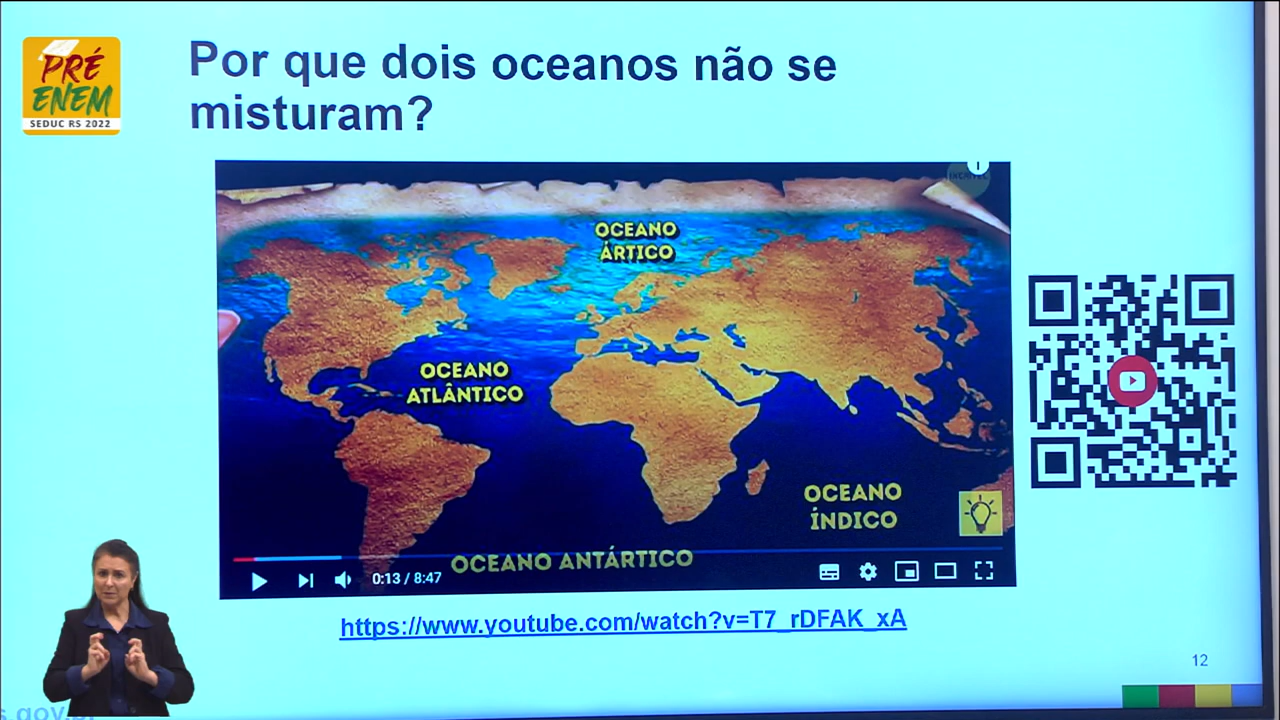 PRÉ
ENEM
SEDUC RS 2022
Por que dois oceanos não se
misturam?
OCEANO
ÁRTICO
OCEANO
ATLÂNTICO
OCEANO
ÍNDICO
OCEANO ANTÁRTICO
0:13 / 8:47
https://www.youtube.com/watch?v=T7_rDFAK_xA
12